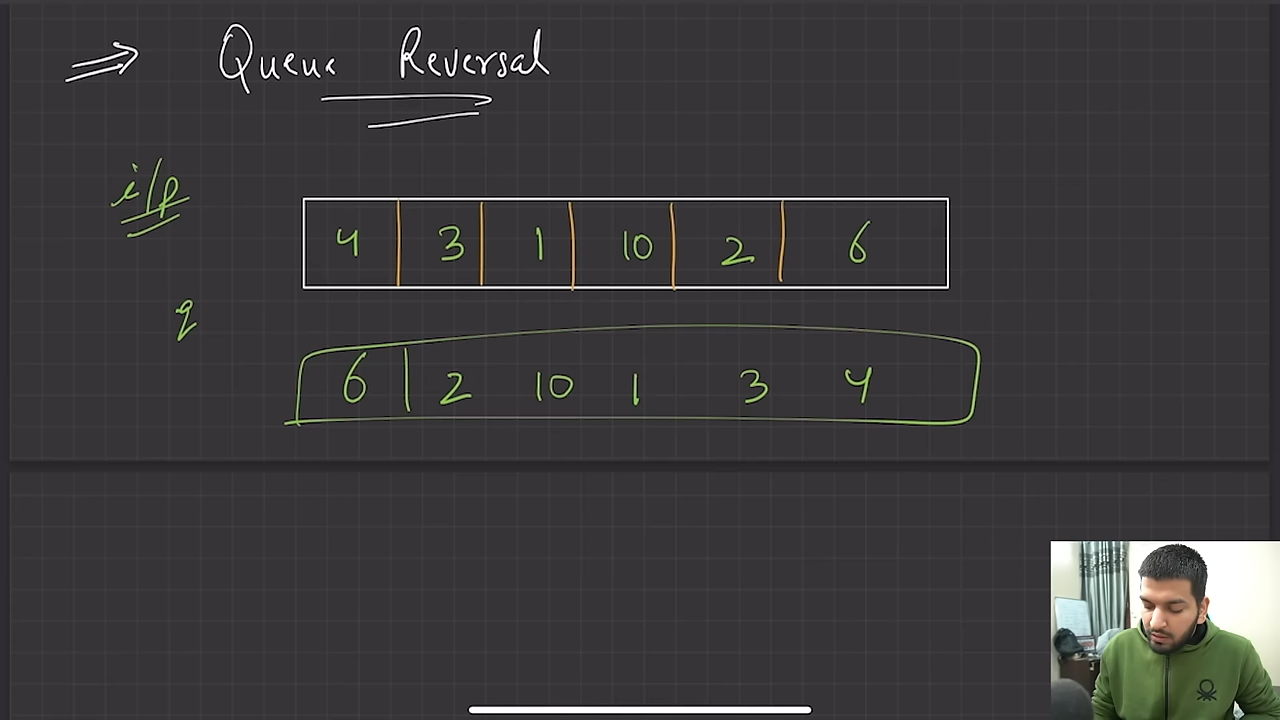 ⇒ Queue Reversal
i/p
4 3 1 10 2 6
q
6 2 10 1 3 4